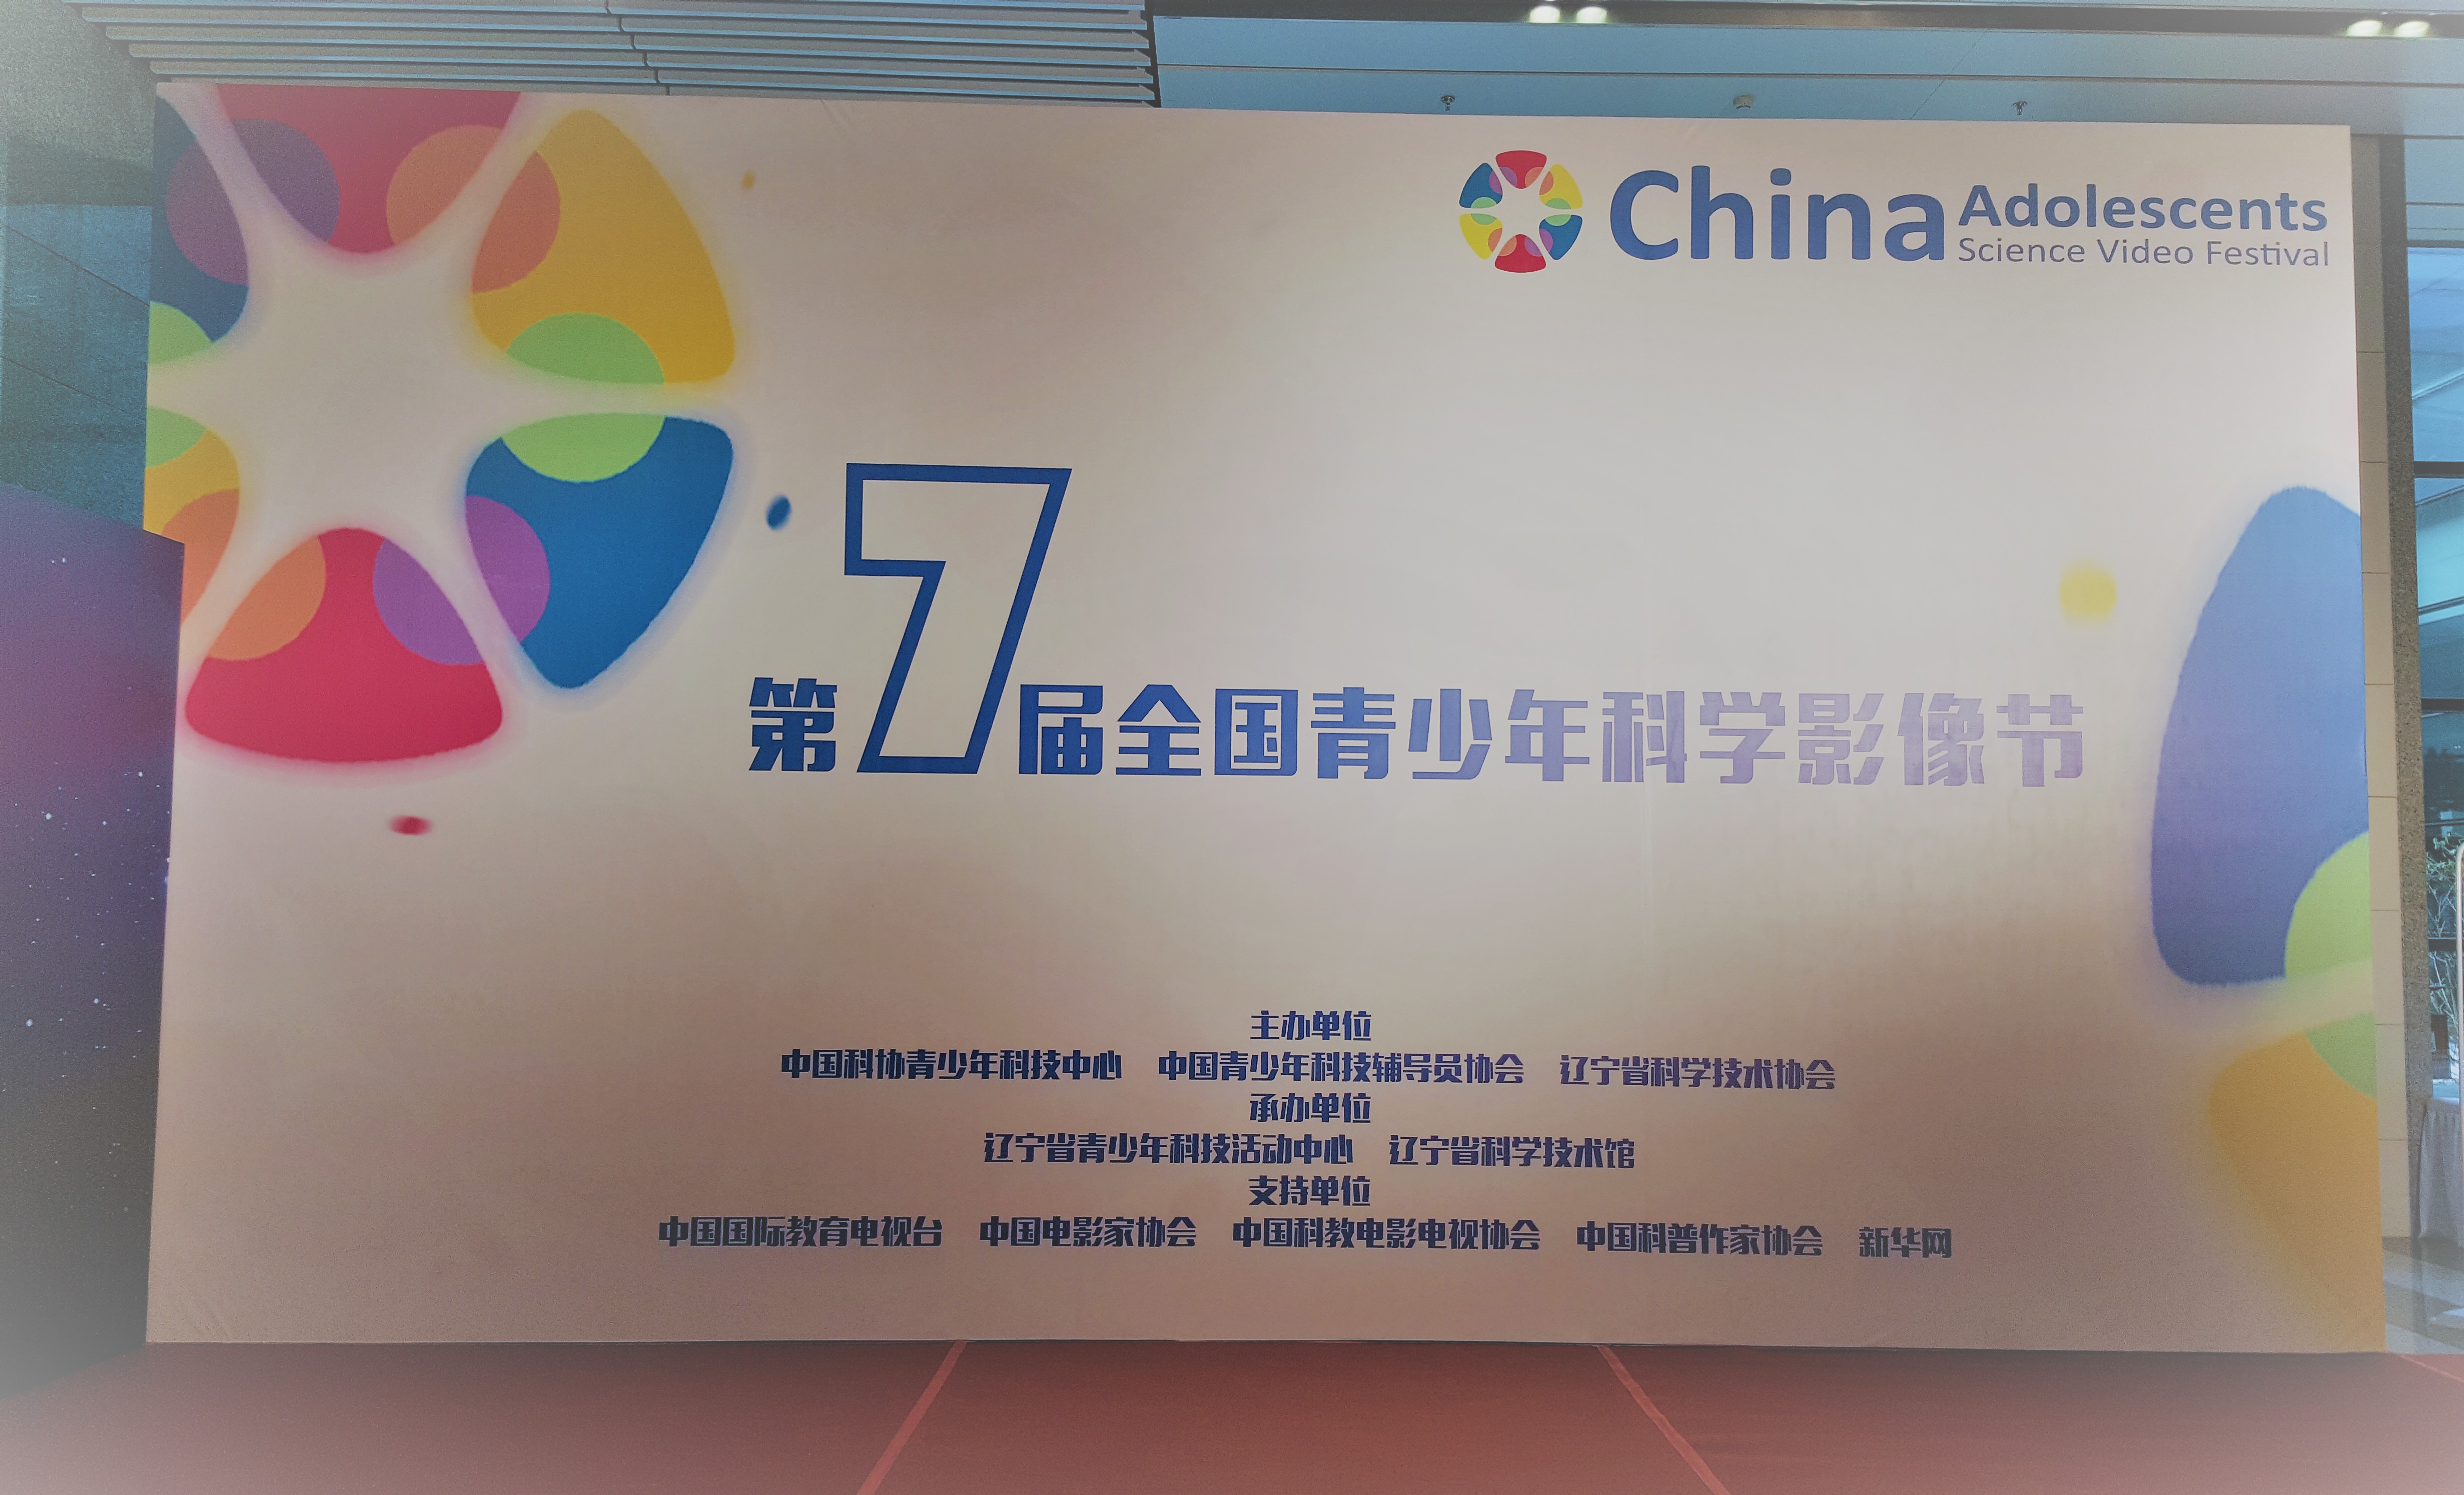 China Adolescents
Science Video Festival
第7届全国青少年科学影像节
主办单位
中国科协青少年科技中心 中国青少年科技辅导员协会 辽宁省科学技术协会
承办单位
辽宁省青少年科技活动中心 辽宁省科学技术馆
支持单位
中国国际教育电视台 中国电影家协会 中国科教电影电视协会 中国科普作家协会 新华网